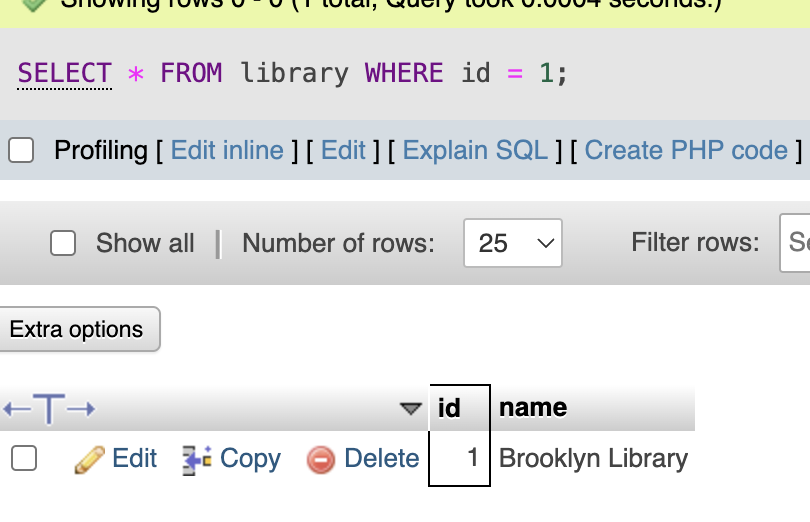 Showing rows 0 - 0 (1 total, Query took 0.0004 seconds.)
SELECT * FROM library WHERE id = 1;
Profiling [ Edit inline ] [ Edit ] [ Explain SQL ] [ Create PHP code ]
Show all | Number of rows: 25 Filter rows:
Extra options
←T→ id name
Edit Copy Delete 1 Brooklyn Library